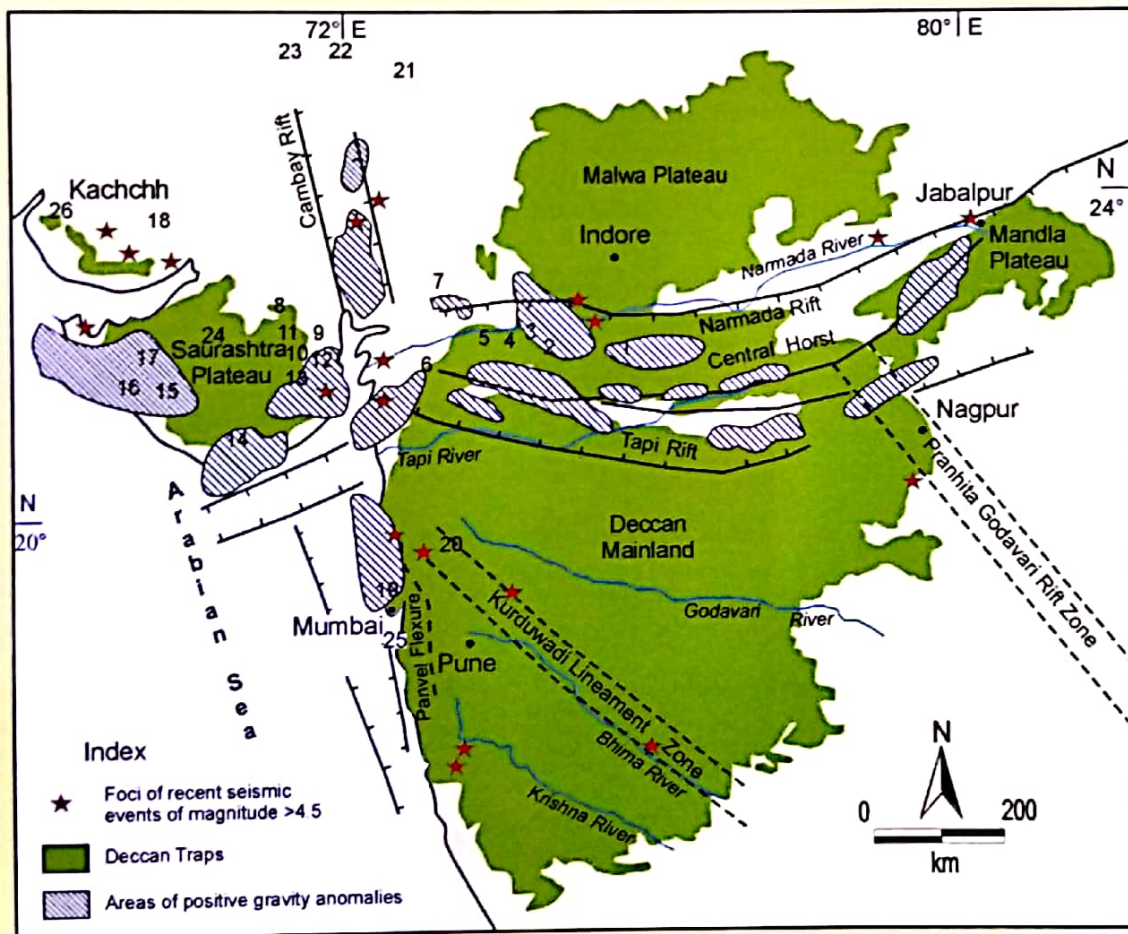 72° E
80° E
23 22
21
Cambay Rift
Malwa Plateau
N
24°
Kachchh
26 18
Jabalpur
Indore
Mandla
Plateau
Narmada River
7
8
24
11 9
Saurashtra
10 12
Plateau
13
17
16 15
14
5 4
3
2
1
6
Narmada Rift
Central Horst
Nagpur
Tapi River
Tapi Rift
N
20°
Arabian Sea
Deccan
Mainland
Pranhita Godavari Rift Zone
20
Mumbai
25
Panvel Flexure
Pune
Kurduwadi Lineament Zone
Godavari River
Bhima River
Krishna River
Index
Foci of recent seismic
events of magnitude >4.5
Deccan Traps
Areas of positive gravity anomalies
N
0 200
km